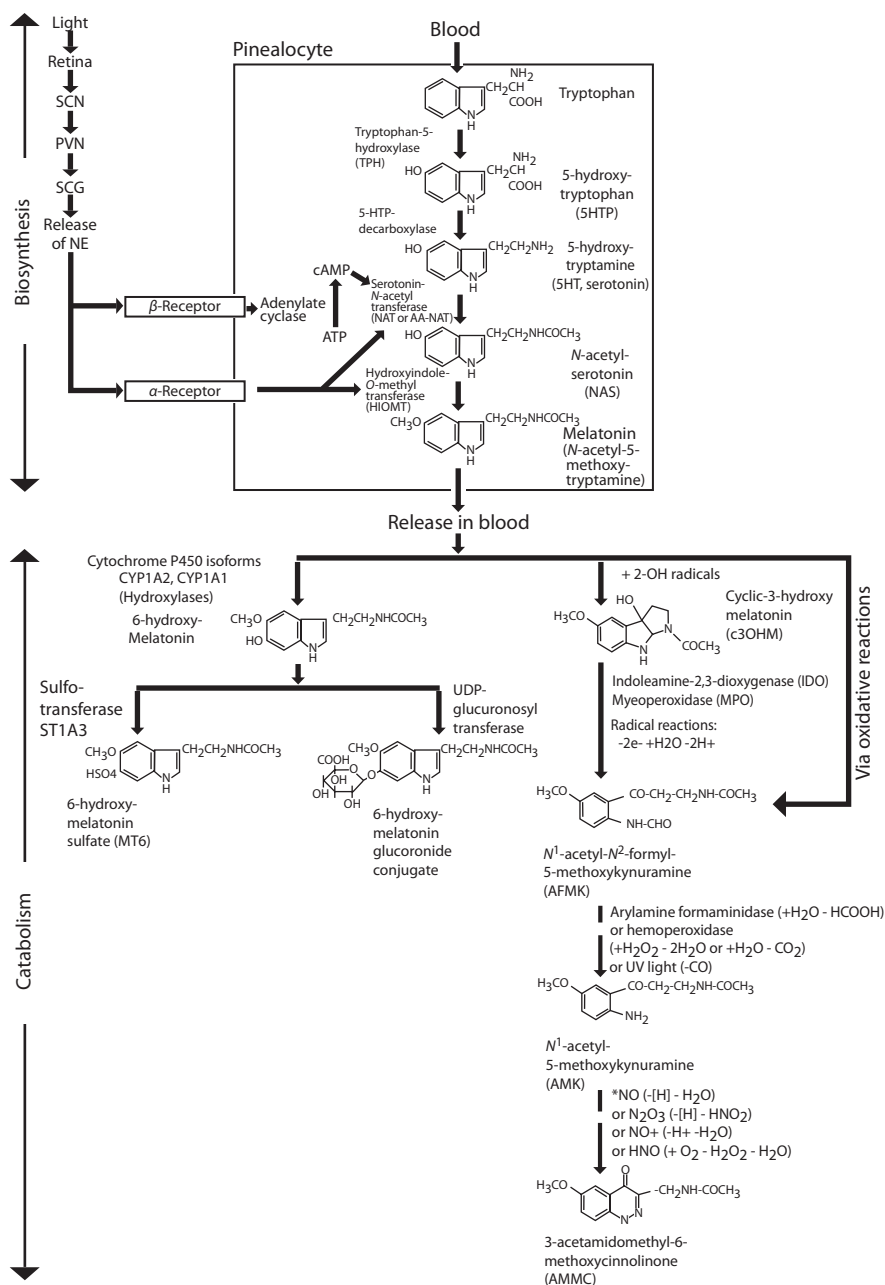 Light
Retina
SCN
PVN
SCG
Release
of NE
Biosynthesis
Blood
Pinealocyte
NH2
CH2CH
COOH
N
H
Tryptophan
Tryptophan-5-
hydroxylase
(TPH)
NH2
HO
CH2CH
COOH
N
H
5-hydroxy-
tryptophan
(5HTP)
5-HTP-
decarboxylase
HO
CH2CH2NH2
N
H
5-hydroxy-
tryptamine
(5HT, serotonin)
β-Receptor
Adenylate
cyclase
cAMP
ATP
Serotonin-
N-acetyl
transferase
(NAT or AA-NAT)
HO
CH2CH2NHCOCH3
N
H
N-acetyl-
serotonin
(NAS)
α-Receptor
Hydroxyindole-
O-methyl
transferase
(HIOMT)
CH3O
CH2CH2NHCOCH3
N
H
Melatonin
(N-acetyl-5-
methoxy-
tryptamine)
Release in blood
Catabolism
Cytochrome P450 isoforms
CYP1A2, CYP1A1
(Hydroxylases)
6-hydroxy-
Melatonin
CH3O
HO
CH2CH2NHCOCH3
N
H
Sulfo-
transferase
ST1A3
CH3O
HSO4
CH2CH2NHCOCH3
N
H
6-hydroxy-
melatonin
sulfate (MT6)
UDP-
glucuronosyl
transferase
CH3O
CH2CH2NHCOCH3
COOH
O
O
OH
OH
OH
N
H
6-hydroxy-
melatonin
glucoronide
conjugate
+ 2-OH radicals
HO
H3CO
N
N
H
COCH3
Cyclic-3-hydroxy
melatonin
(c3OHM)
Indoleamine-2,3-dioxygenase (IDO)
Myeoperoxidase (MPO)
Radical reactions:
-2e- +H2O -2H+
Via oxidative reactions
H3CO
CO-CH2-CH2NH-COCH3
NH-CHO
N1-acetyl-N2-formyl-
5-methoxykynuramine
(AFMK)
Arylamine formaminidase (+H2O - HCOOH)
or hemoperoxidase
(+H2O2 - 2H2O or +H2O - CO2)
or UV light (-CO)
H3CO
CO-CH2-CH2NH-COCH3
NH2
N1-acetyl-
5-methoxykynuramine
(AMK)
*NO (-[H] - H2O)
or N2O3 (-[H] - HNO2)
or NO+ (-H+ -H2O)
or HNO (+ O2 - H2O2 - H2O)
O
H3CO
-CH2NH-COCH3
N
N
3-acetamidomethyl-6-
methoxycinnolinone
(AMMC)